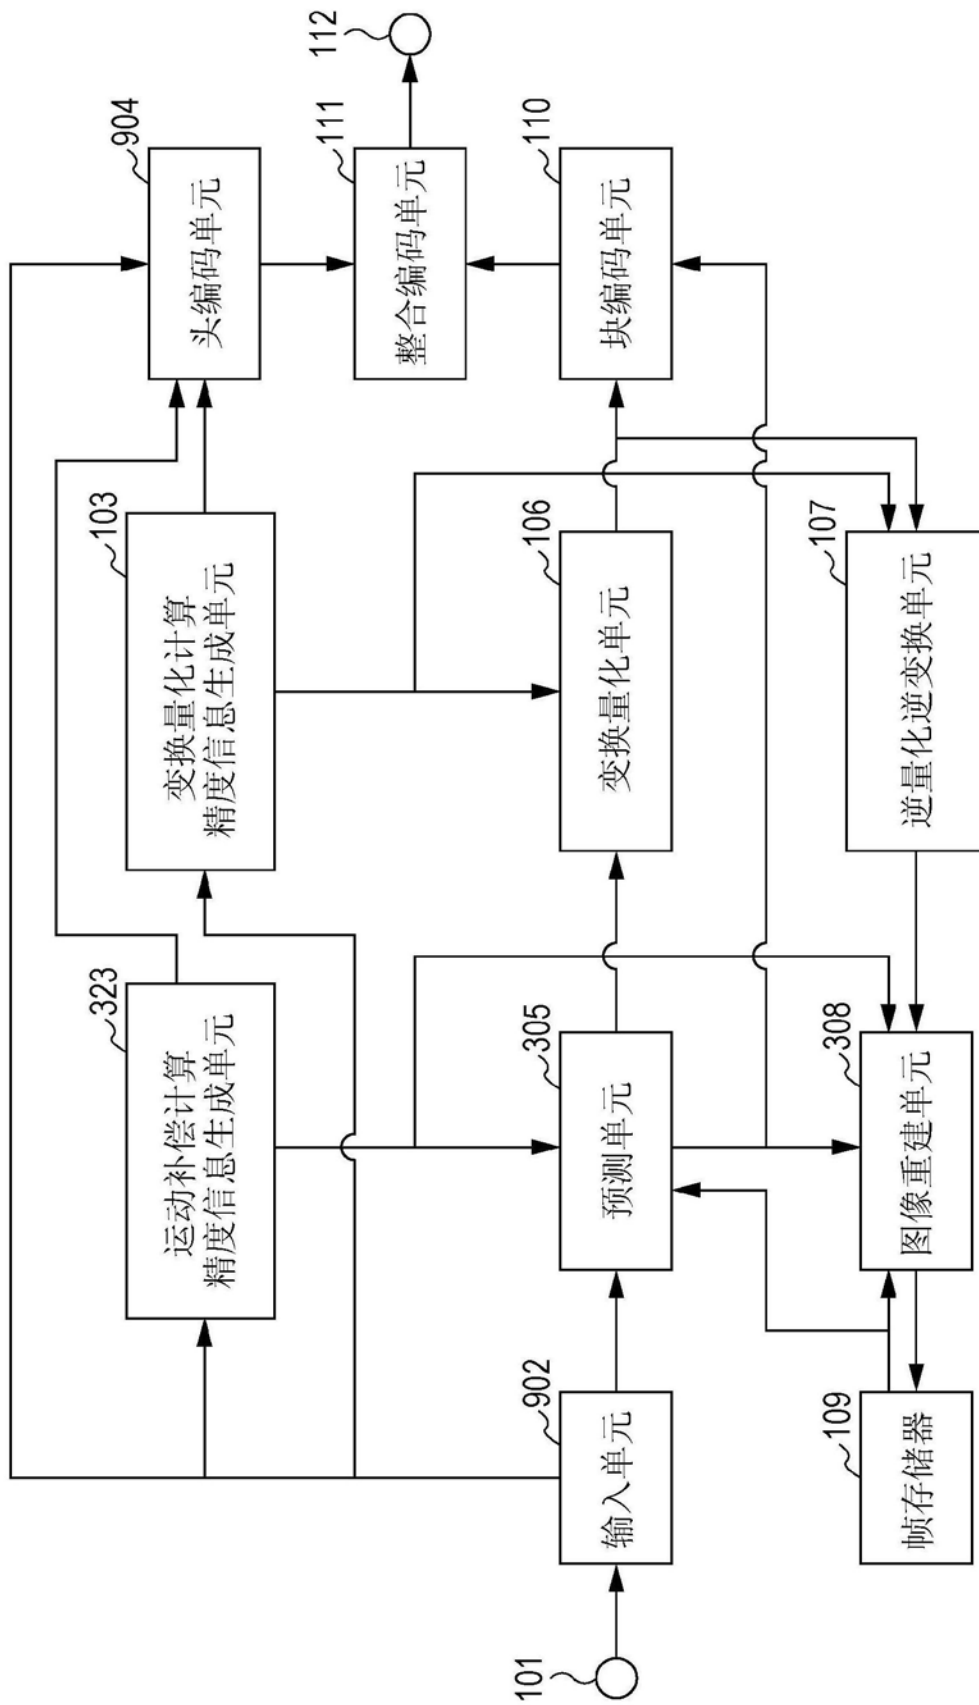 323
运动补偿计算
精度信息生成单元
103
变换量化计算
精度信息生成单元
904
头编码单元
112
111
整合编码单元
101
902
输入单元
305
预测单元
106
变换量化单元
110
块编码单元
109
帧存储器
308
图像重建单元
107
逆量化逆变换单元